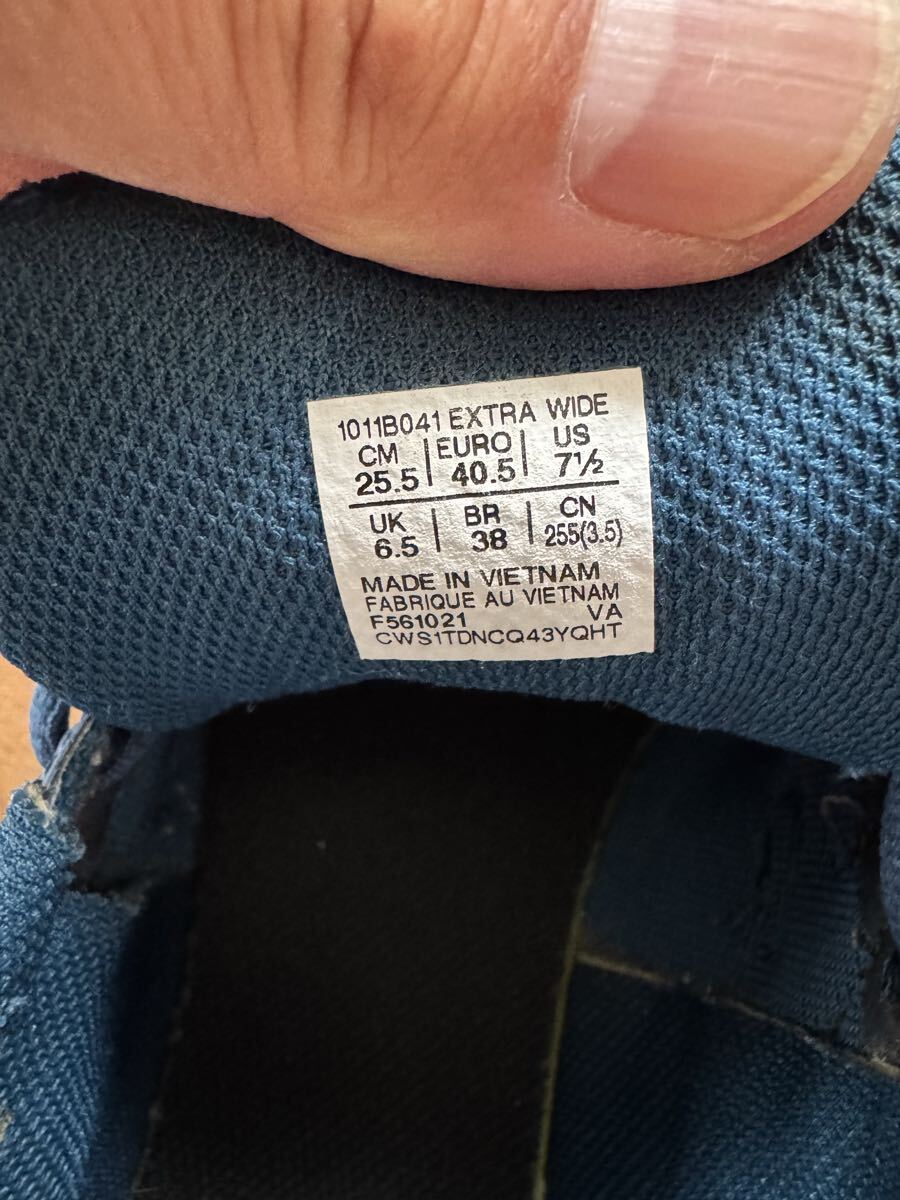 1011B041 EXTRA WIDE
CM EURO US
25.5 40.5 7½
UK BR CN
6.5 38 255(3.5)
MADE IN VIETNAM
FABRIQUE AU VIETNAM
F561021 VA
CWS1TDNCQ43YQHT